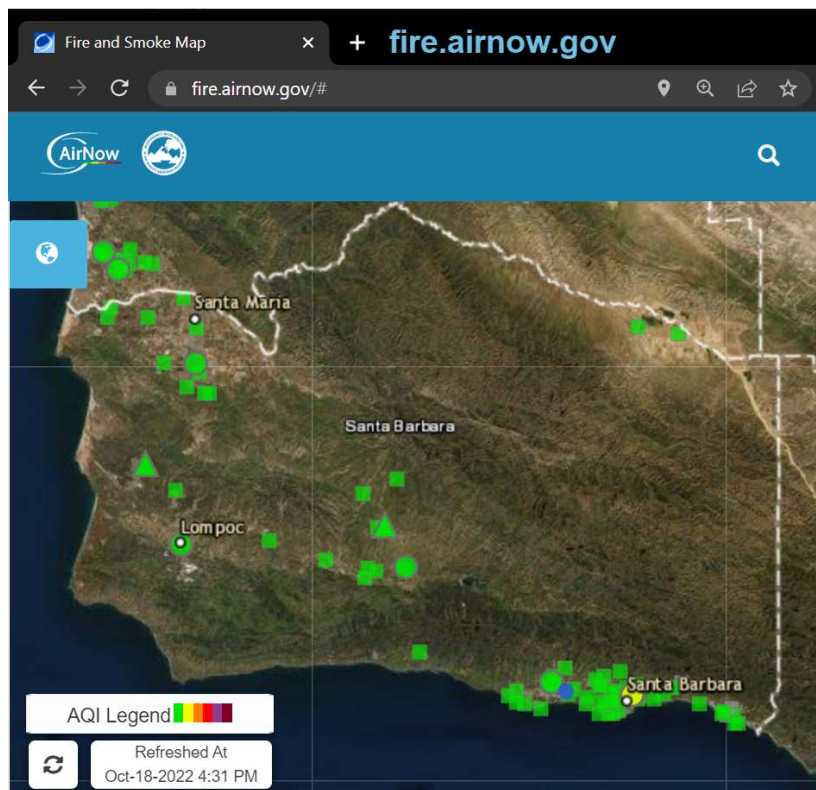 Fire and Smoke Map
fire.airnow.gov
fire.airnow.gov/#
AirNow
Santa Maria
Santa Barbara
Lompoc
Santa Barbara
AQI Legend
Refreshed At
Oct-18-2022 4:31 PM